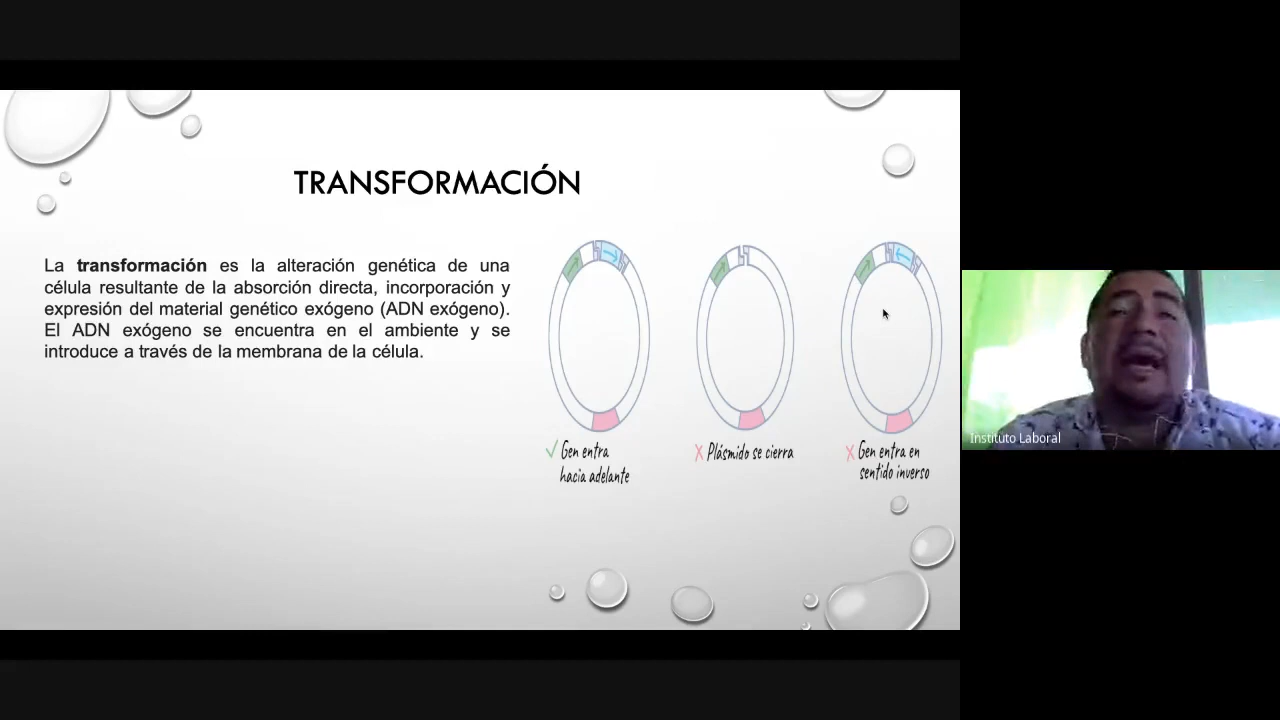 TRANSFORMACIÓN
La transformación es la alteración genética de una
célula resultante de la absorción directa, incorporación y
expresión del material genético exógeno (ADN exógeno).
El ADN exógeno se encuentra en el ambiente y se
introduce a través de la membrana de la célula.
✓ Gen entra
hacia adelante
X Plásmido se cierra
X Gen entra en
sentido inverso
Instituto Laboral